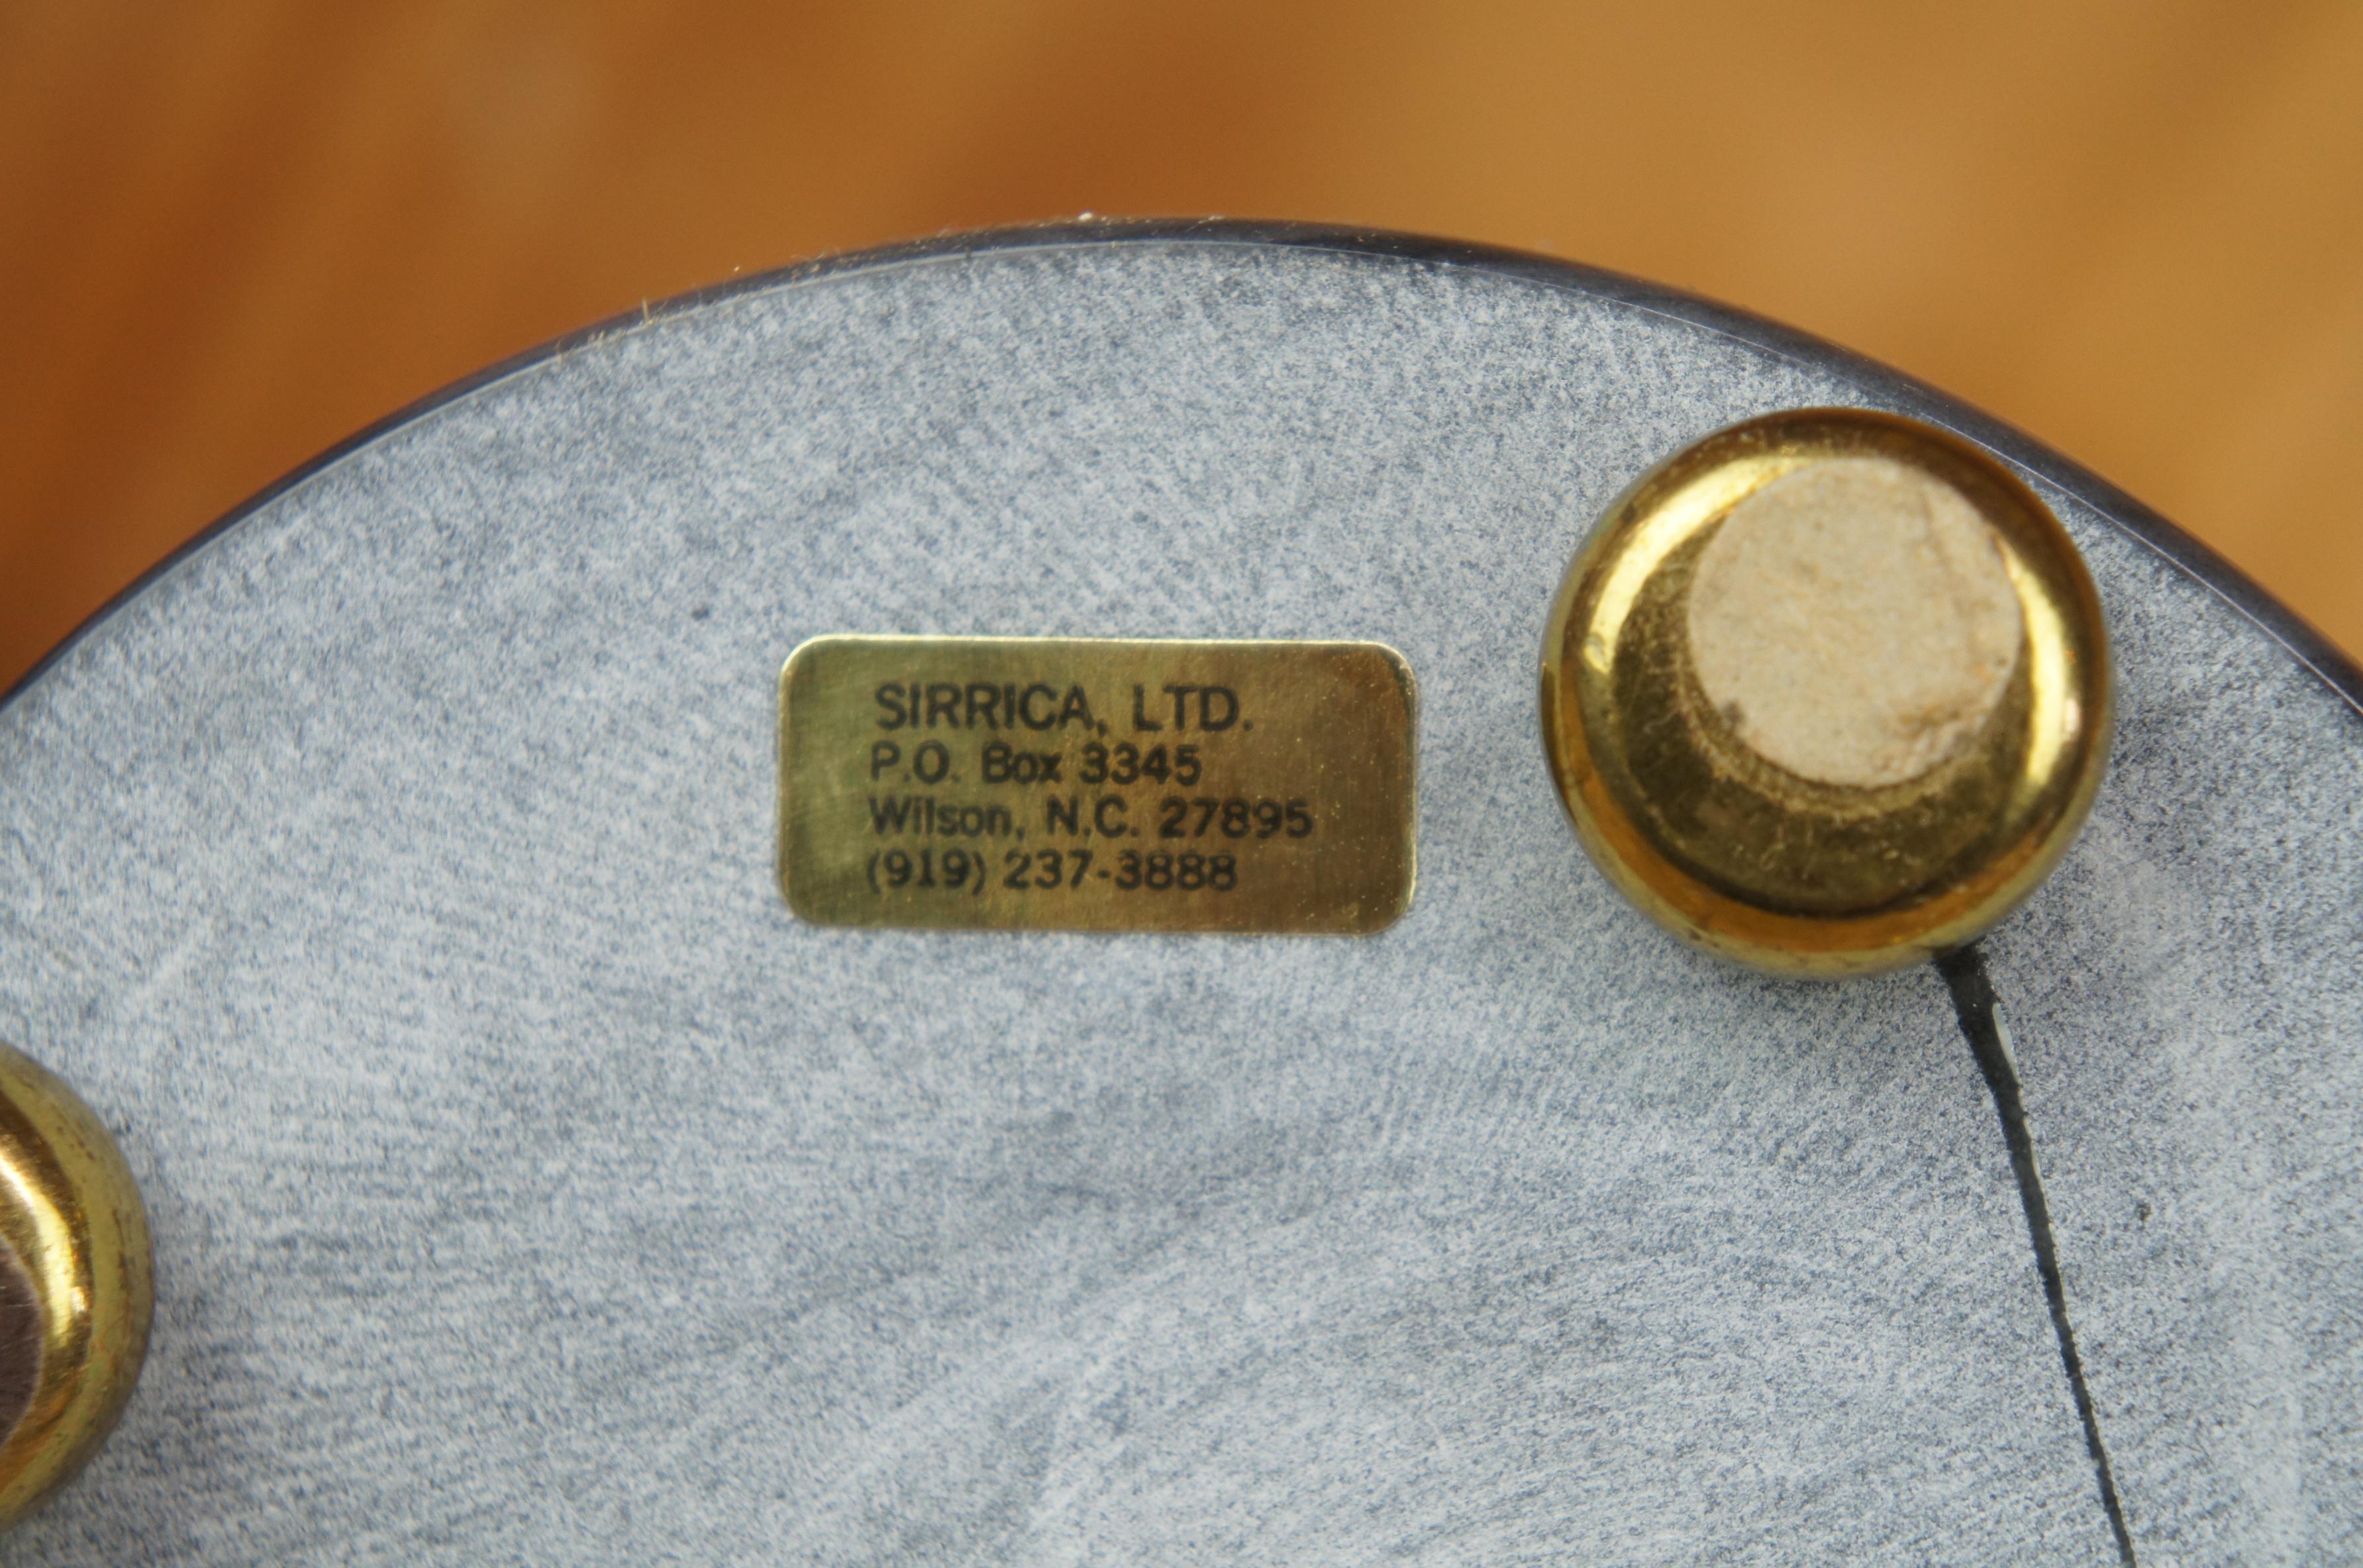 SIRRICA, LTD.
P.O. Box 3345
Wilson, N.C. 27895
(919) 237-3888